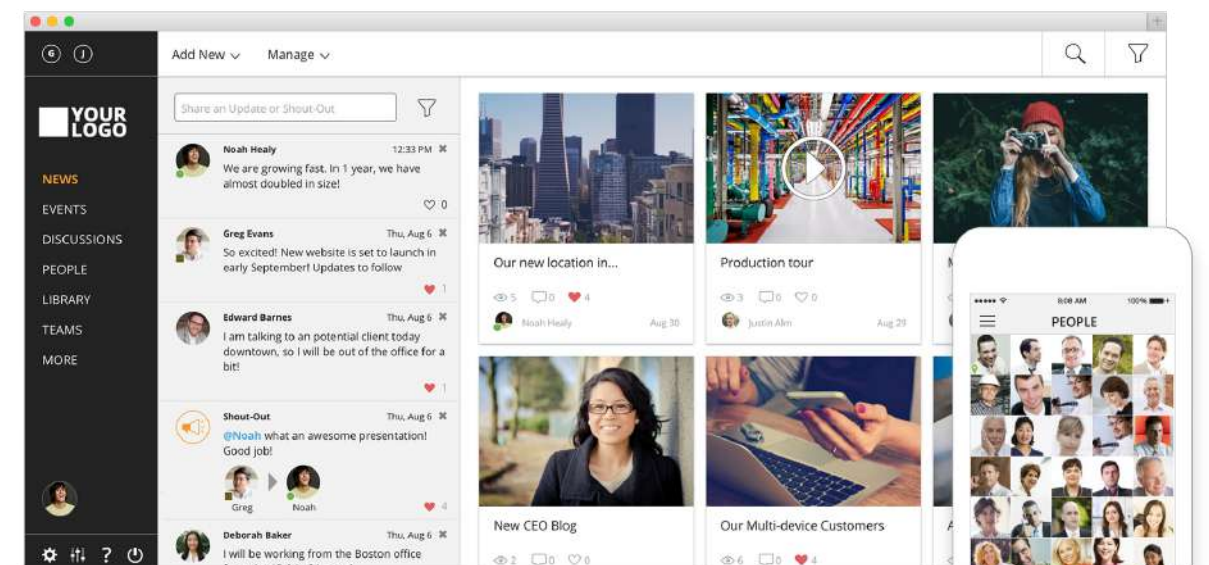 G J
Add New Manage
YOUR
LOGO
NEWS
EVENTS
DISCUSSIONS
PEOPLE
LIBRARY
TEAMS
MORE
Share an Update or Shout-Out
Noah Healy 12:33 PM
We are growing fast. In 1 year, we have
almost doubled in size!
0
Greg Evans Thu, Aug 6
So excited! New website is set to launch in
early September! Updates to follow
1
Edward Barnes Thu, Aug 6
I am talking to an potential client today
downtown, so I will be out of the office for a
bit!
1
Shout-Out Thu, Aug 6
@Noah what an awesome presentation!
Good job!
Greg Noah
4
Deborah Baker Thu, Aug 6
I will be working from the Boston office
Our new location in...
5 0 4
Noah Healy Aug 30
Production tour
3 0 0
Justin Alm Aug 29
New CEO Blog
2 0 0
Our Multi-device Customers
6 0 4
8:08 AM 100%
PEOPLE